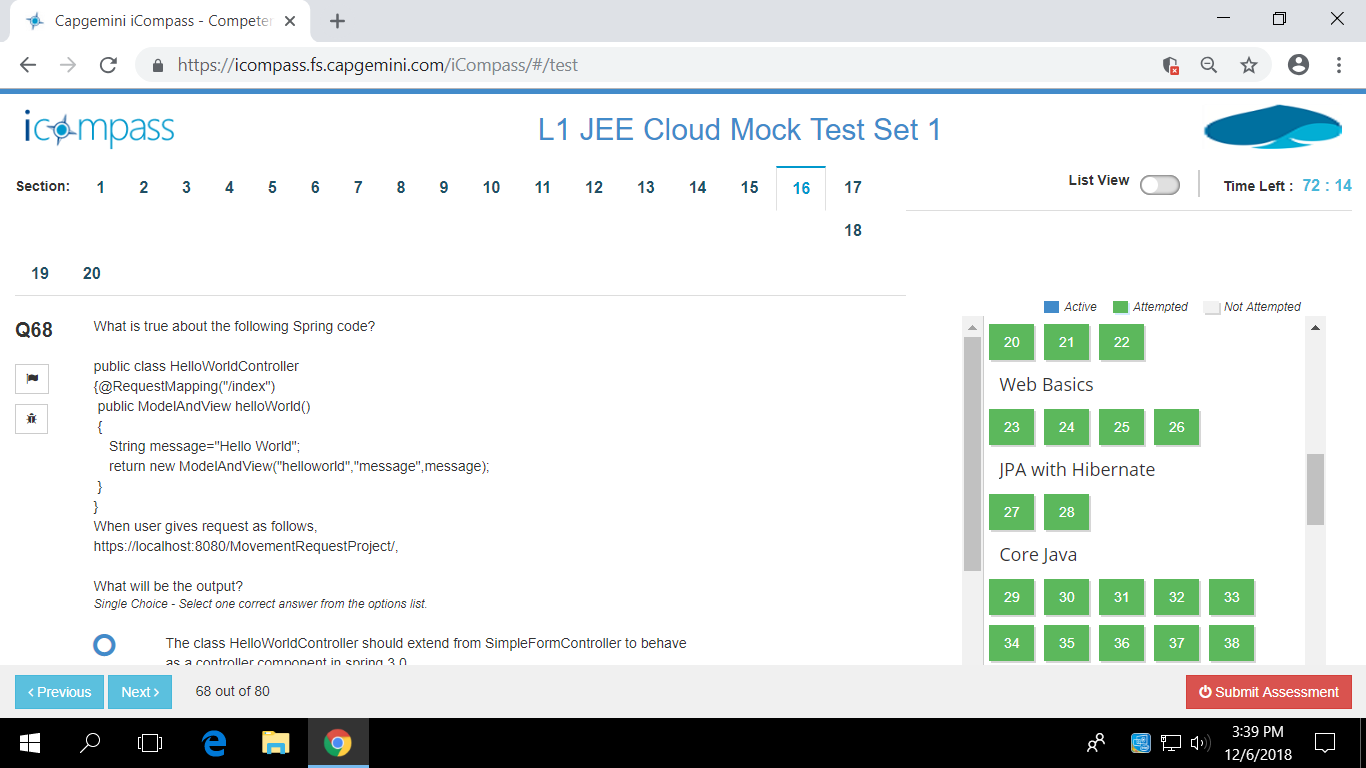 Capgemini iCompass - Competen
https://icompass.fs.capgemini.com/iCompass/#/test
icompass
L1 JEE Cloud Mock Test Set 1
Section: 1 2 3 4 5 6 7 8 9 10 11 12 13 14 15 16 17
List View
Time Left : 72 : 14
18
19 20
Active Attempted Not Attempted
Q68
What is true about the following Spring code?
public class HelloWorldController
{@RequestMapping("/index")
public ModelAndView helloWorld()
{
String message="Hello World";
return new ModelAndView("helloworld","message",message);
}
}
When user gives request as follows,
https://localhost:8080/MovementRequestProject/,
What will be the output?
Single Choice - Select one correct answer from the options list.
The class HelloWorldController should extend from SimpleFormController to behave
as a controller component in spring 3.0
20 21 22
Web Basics
23 24 25 26
JPA with Hibernate
27 28
Core Java
29 30 31 32 33
34 35 36 37 38
‹ Previous Next › 68 out of 80
Submit Assessment
3:39 PM
12/6/2018